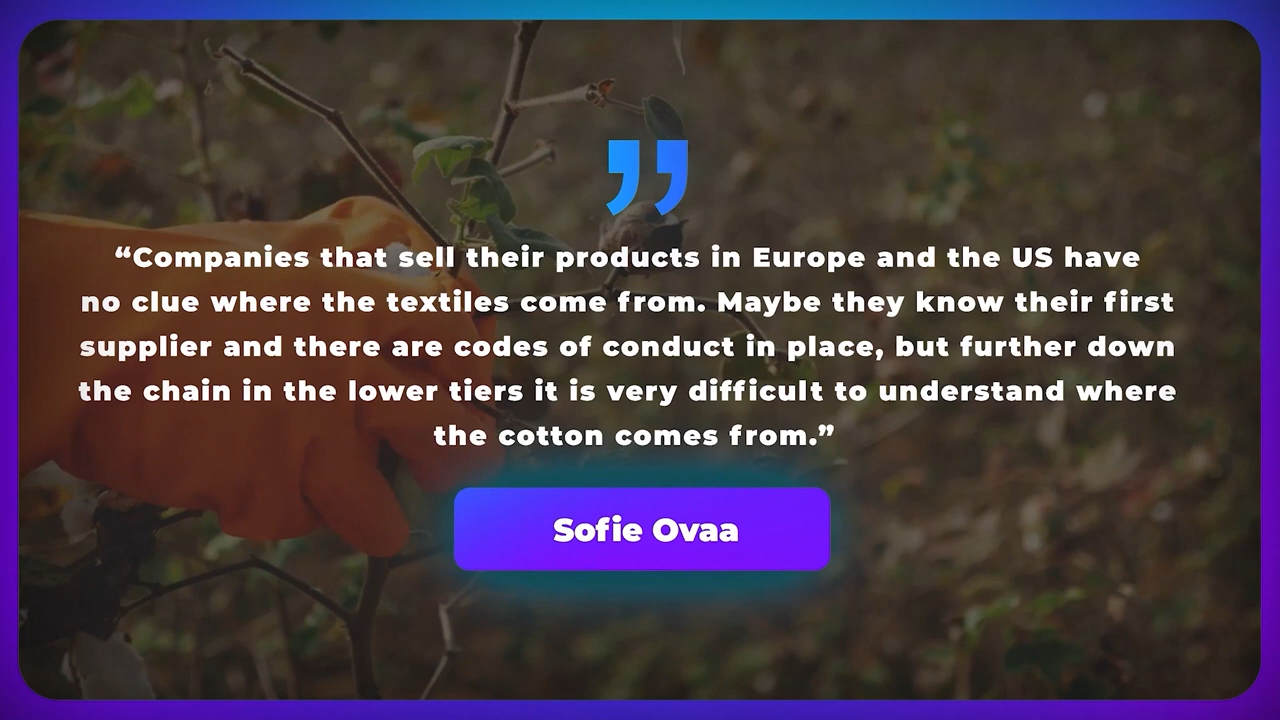 “Companies that sell their products in Europe and the US have
no clue where the textiles come from. Maybe they know their first
supplier and there are codes of conduct in place, but further down
the chain in the lower tiers it is very difficult to understand where
the cotton comes from.”
Sofie Ovaa